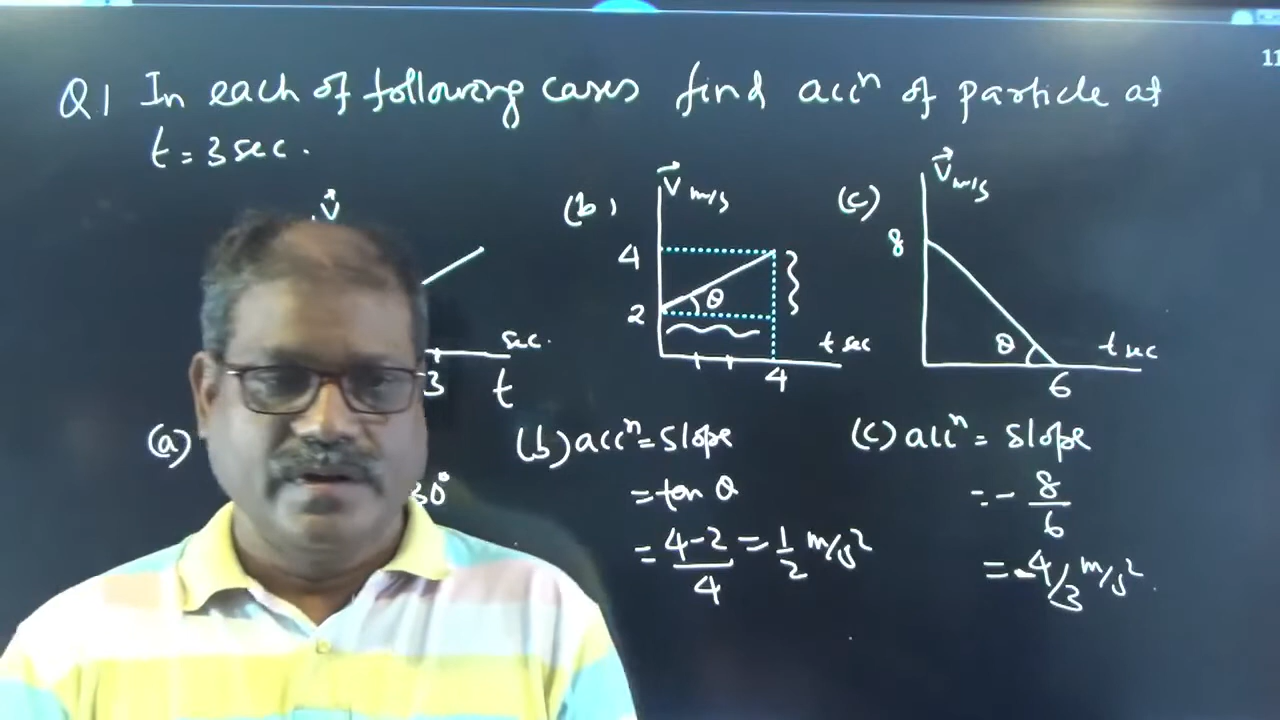 11
Q1 In each of following cases find accⁿ of particle at
t = 3 sec.
V⃗
sec.
3
t
(b)
V⃗ m/s
4
2
θ
t sec
4
(c)
V⃗ m/s
8
θ
t sec
6
(a)
30°
(b) accⁿ = Slope
= tan θ
= 4-2/4 = 1/2 m/s²
(c) accⁿ = Slope
= - 8/6
= -4/3 m/s².